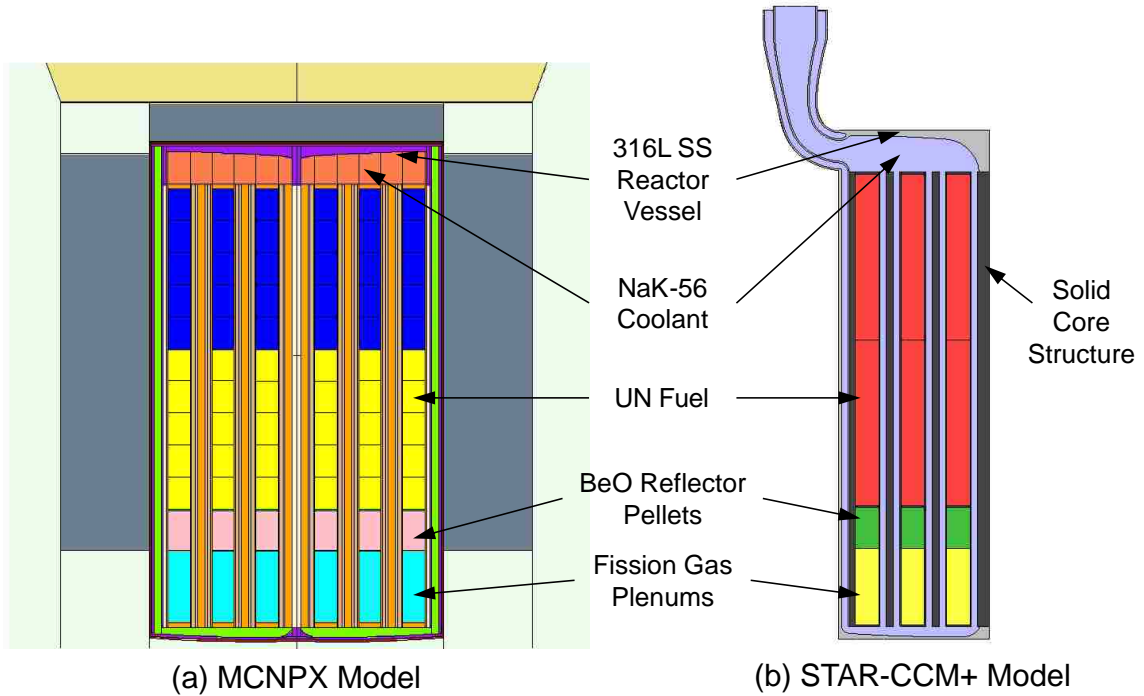 316L SS
Reactor
Vessel
NaK-56
Coolant
Solid
Core
Structure
UN Fuel
BeO Reflector
Pellets
Fission Gas
Plenums
(a) MCNPX Model
(b) STAR-CCM+ Model